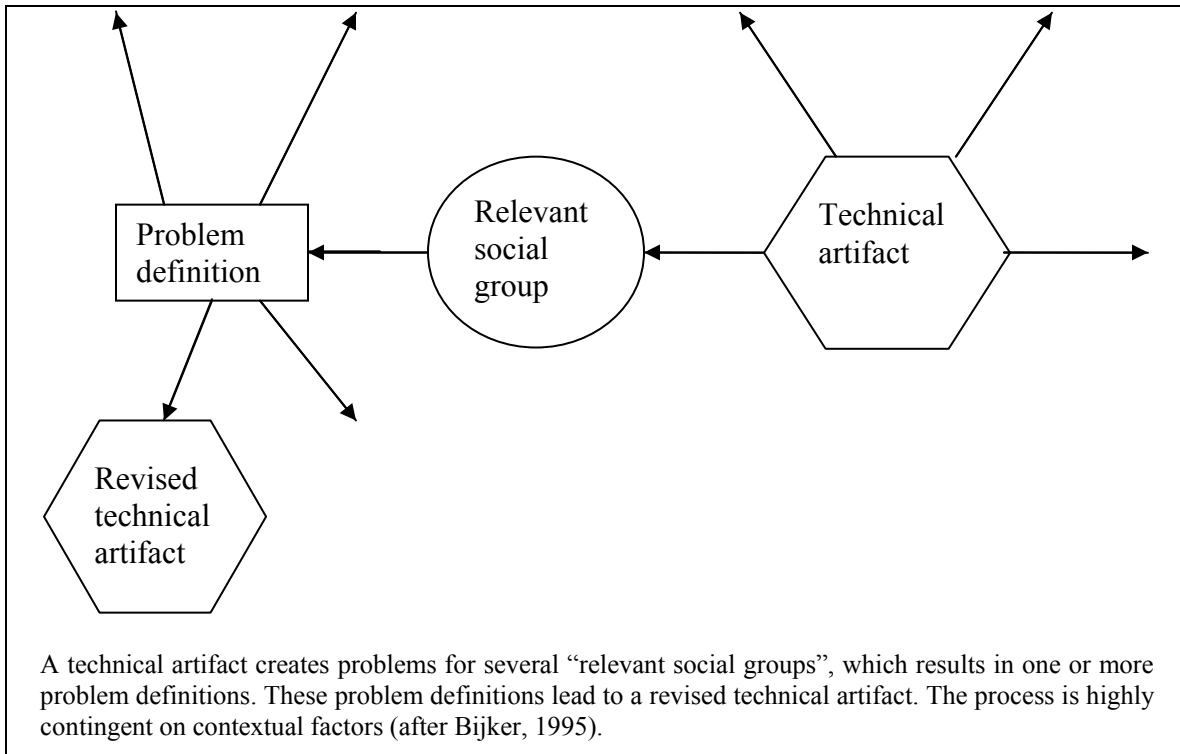 Problem
definition
Relevant
social
group
Technical
artifact
Revised
technical
artifact
A technical artifact creates problems for several “relevant social groups”, which results in one or more
problem definitions. These problem definitions lead to a revised technical artifact. The process is highly
contingent on contextual factors (after Bijker, 1995).